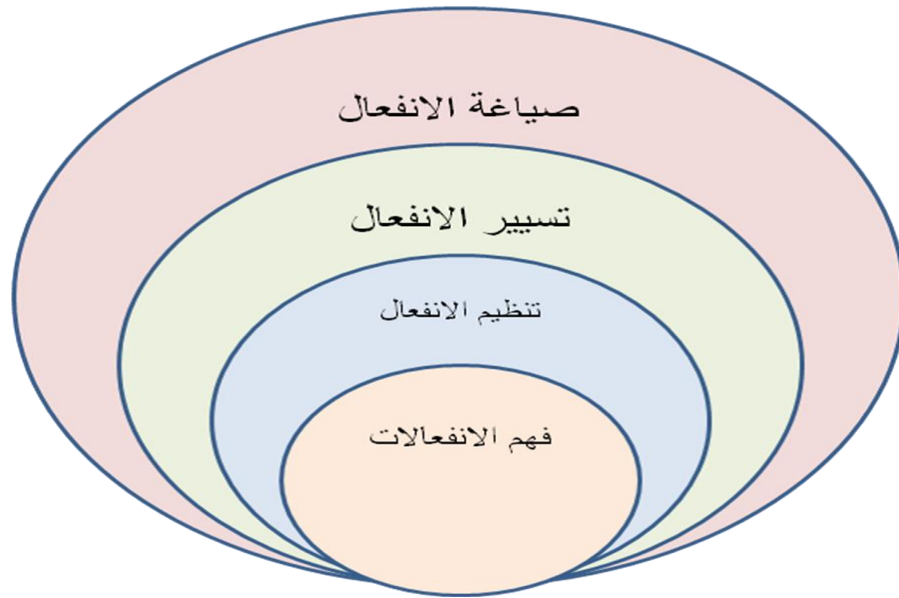 صياغة الانفعال
تسيير الانفعال
تنظيم الانفعال
فهم الانفعالات